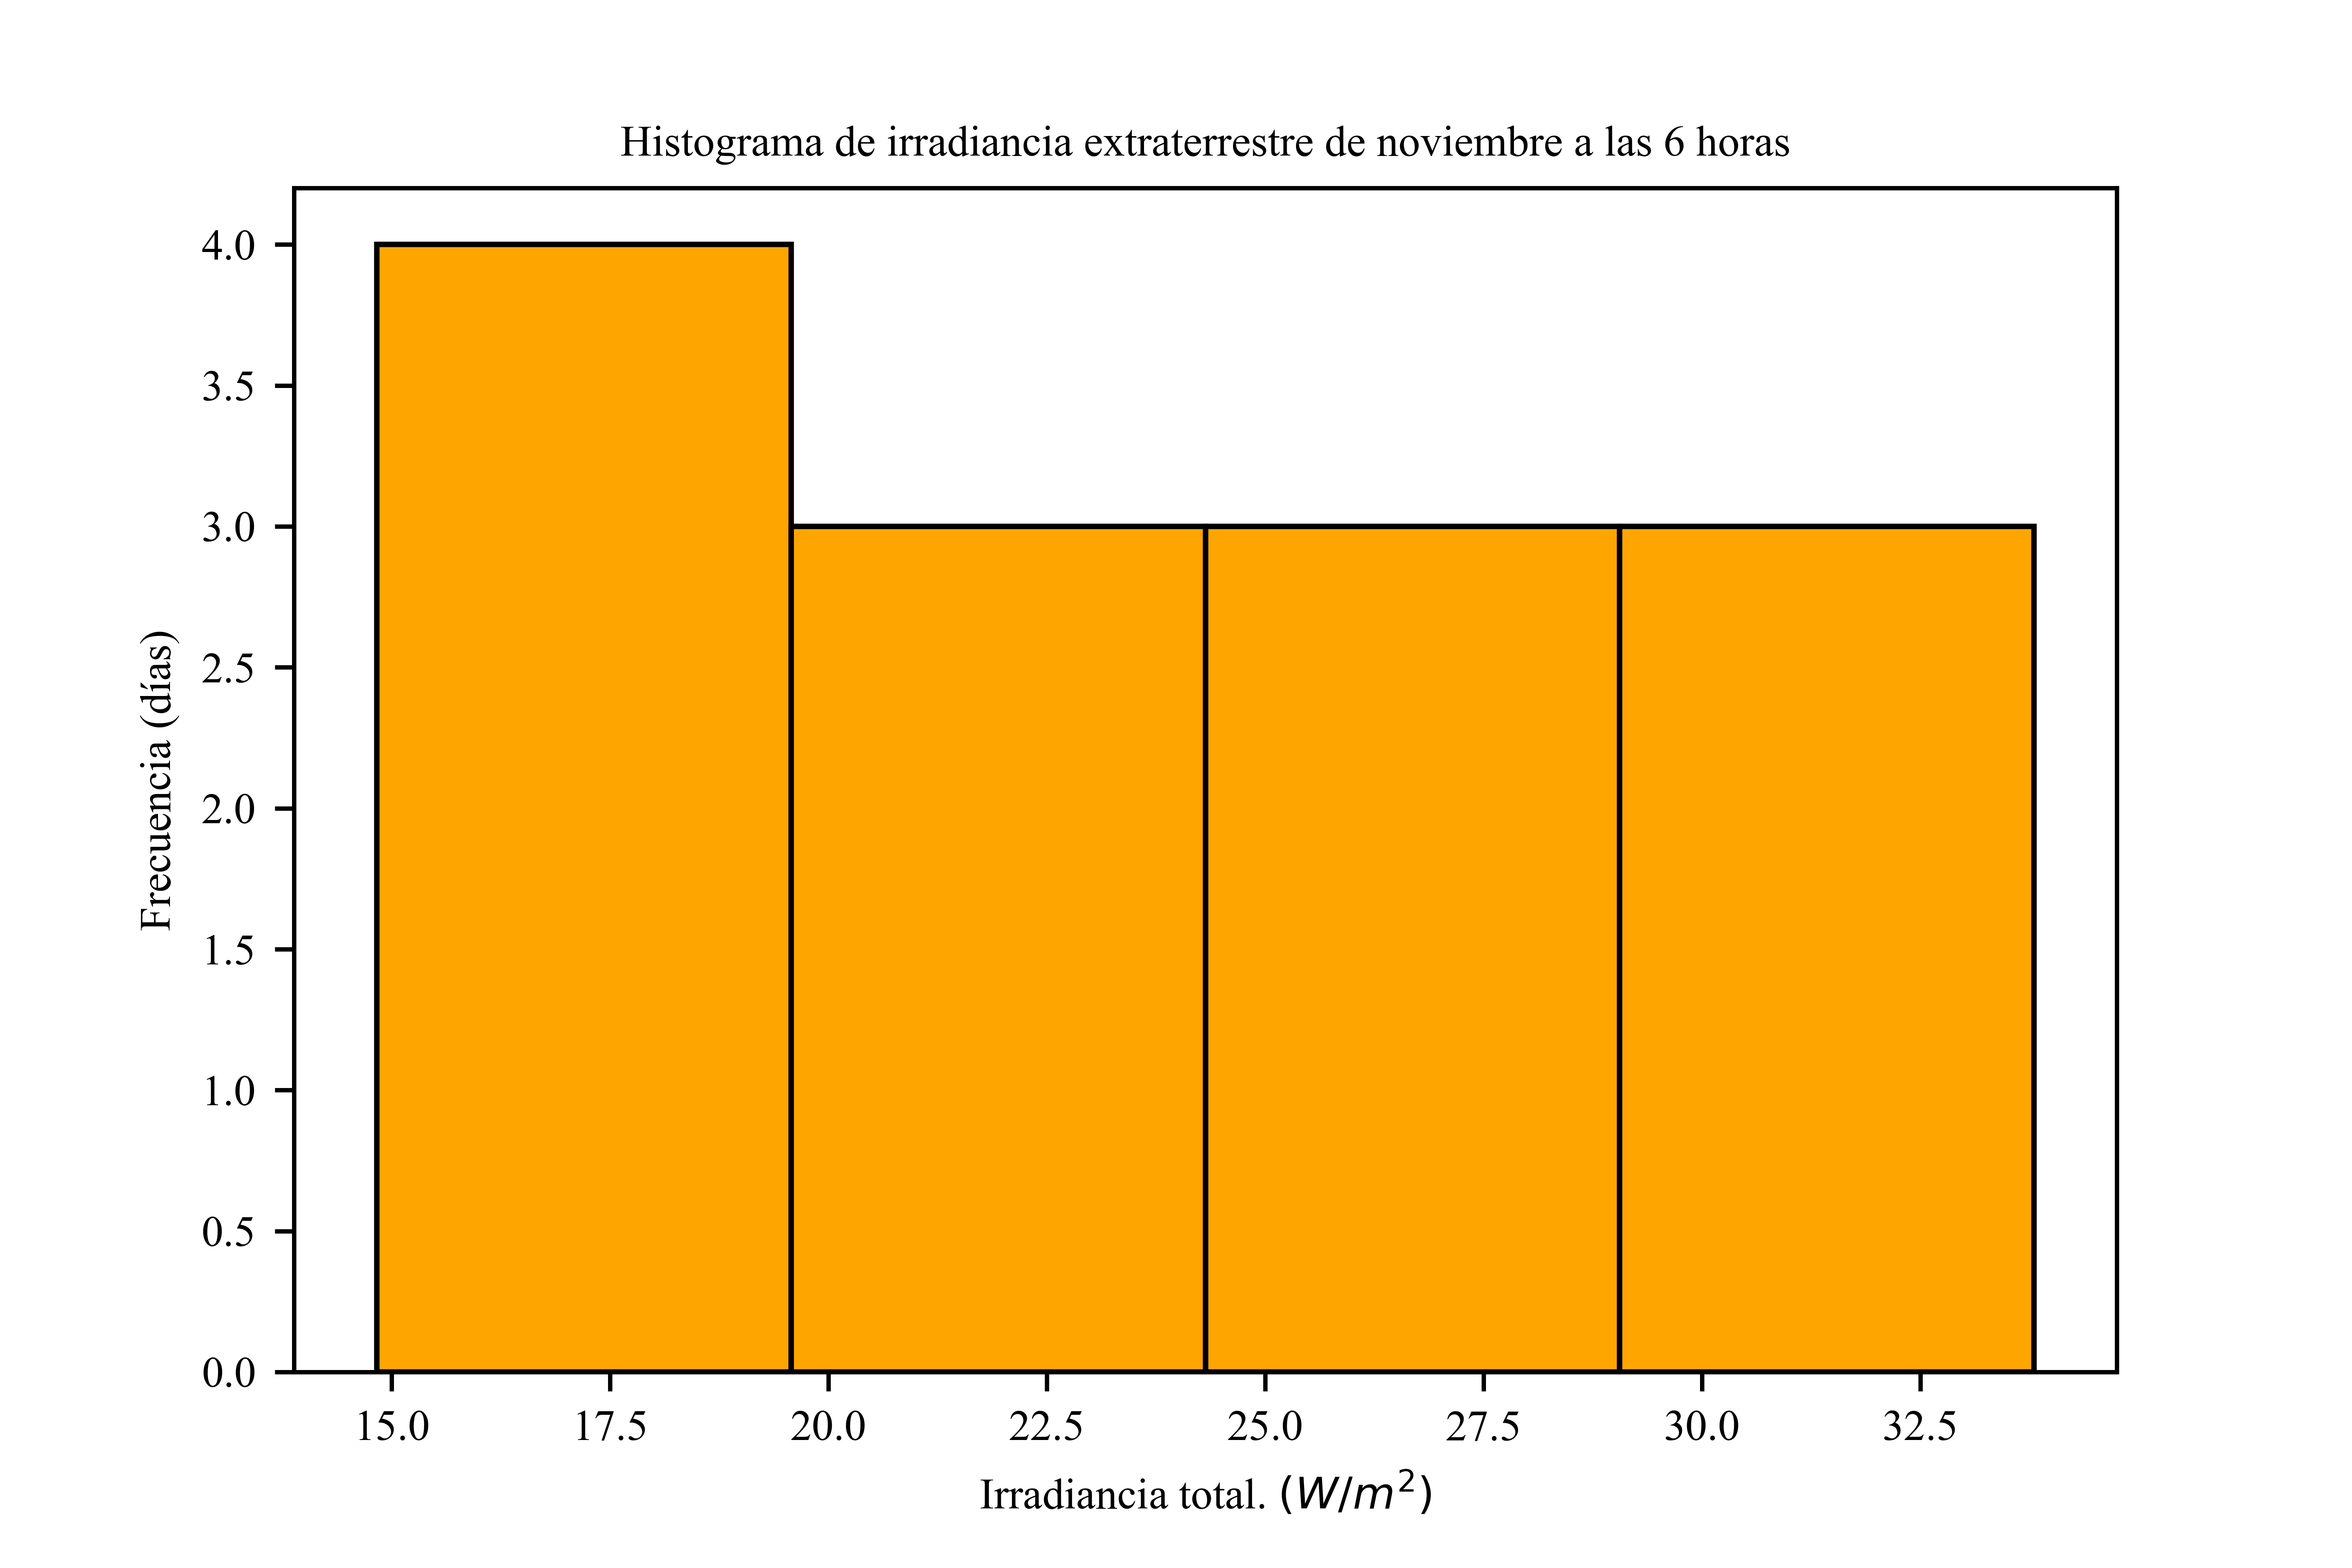 Histograma de irradiancia extraterrestre de noviembre a las 6 horas
4.0
3.5
3.0
2.5
2.0
1.5
1.0
0.5
0.0
Frecuencia (días)
15.0 17.5 20.0 22.5 25.0 27.5 30.0 32.5
Irradiancia total. (W/m²)